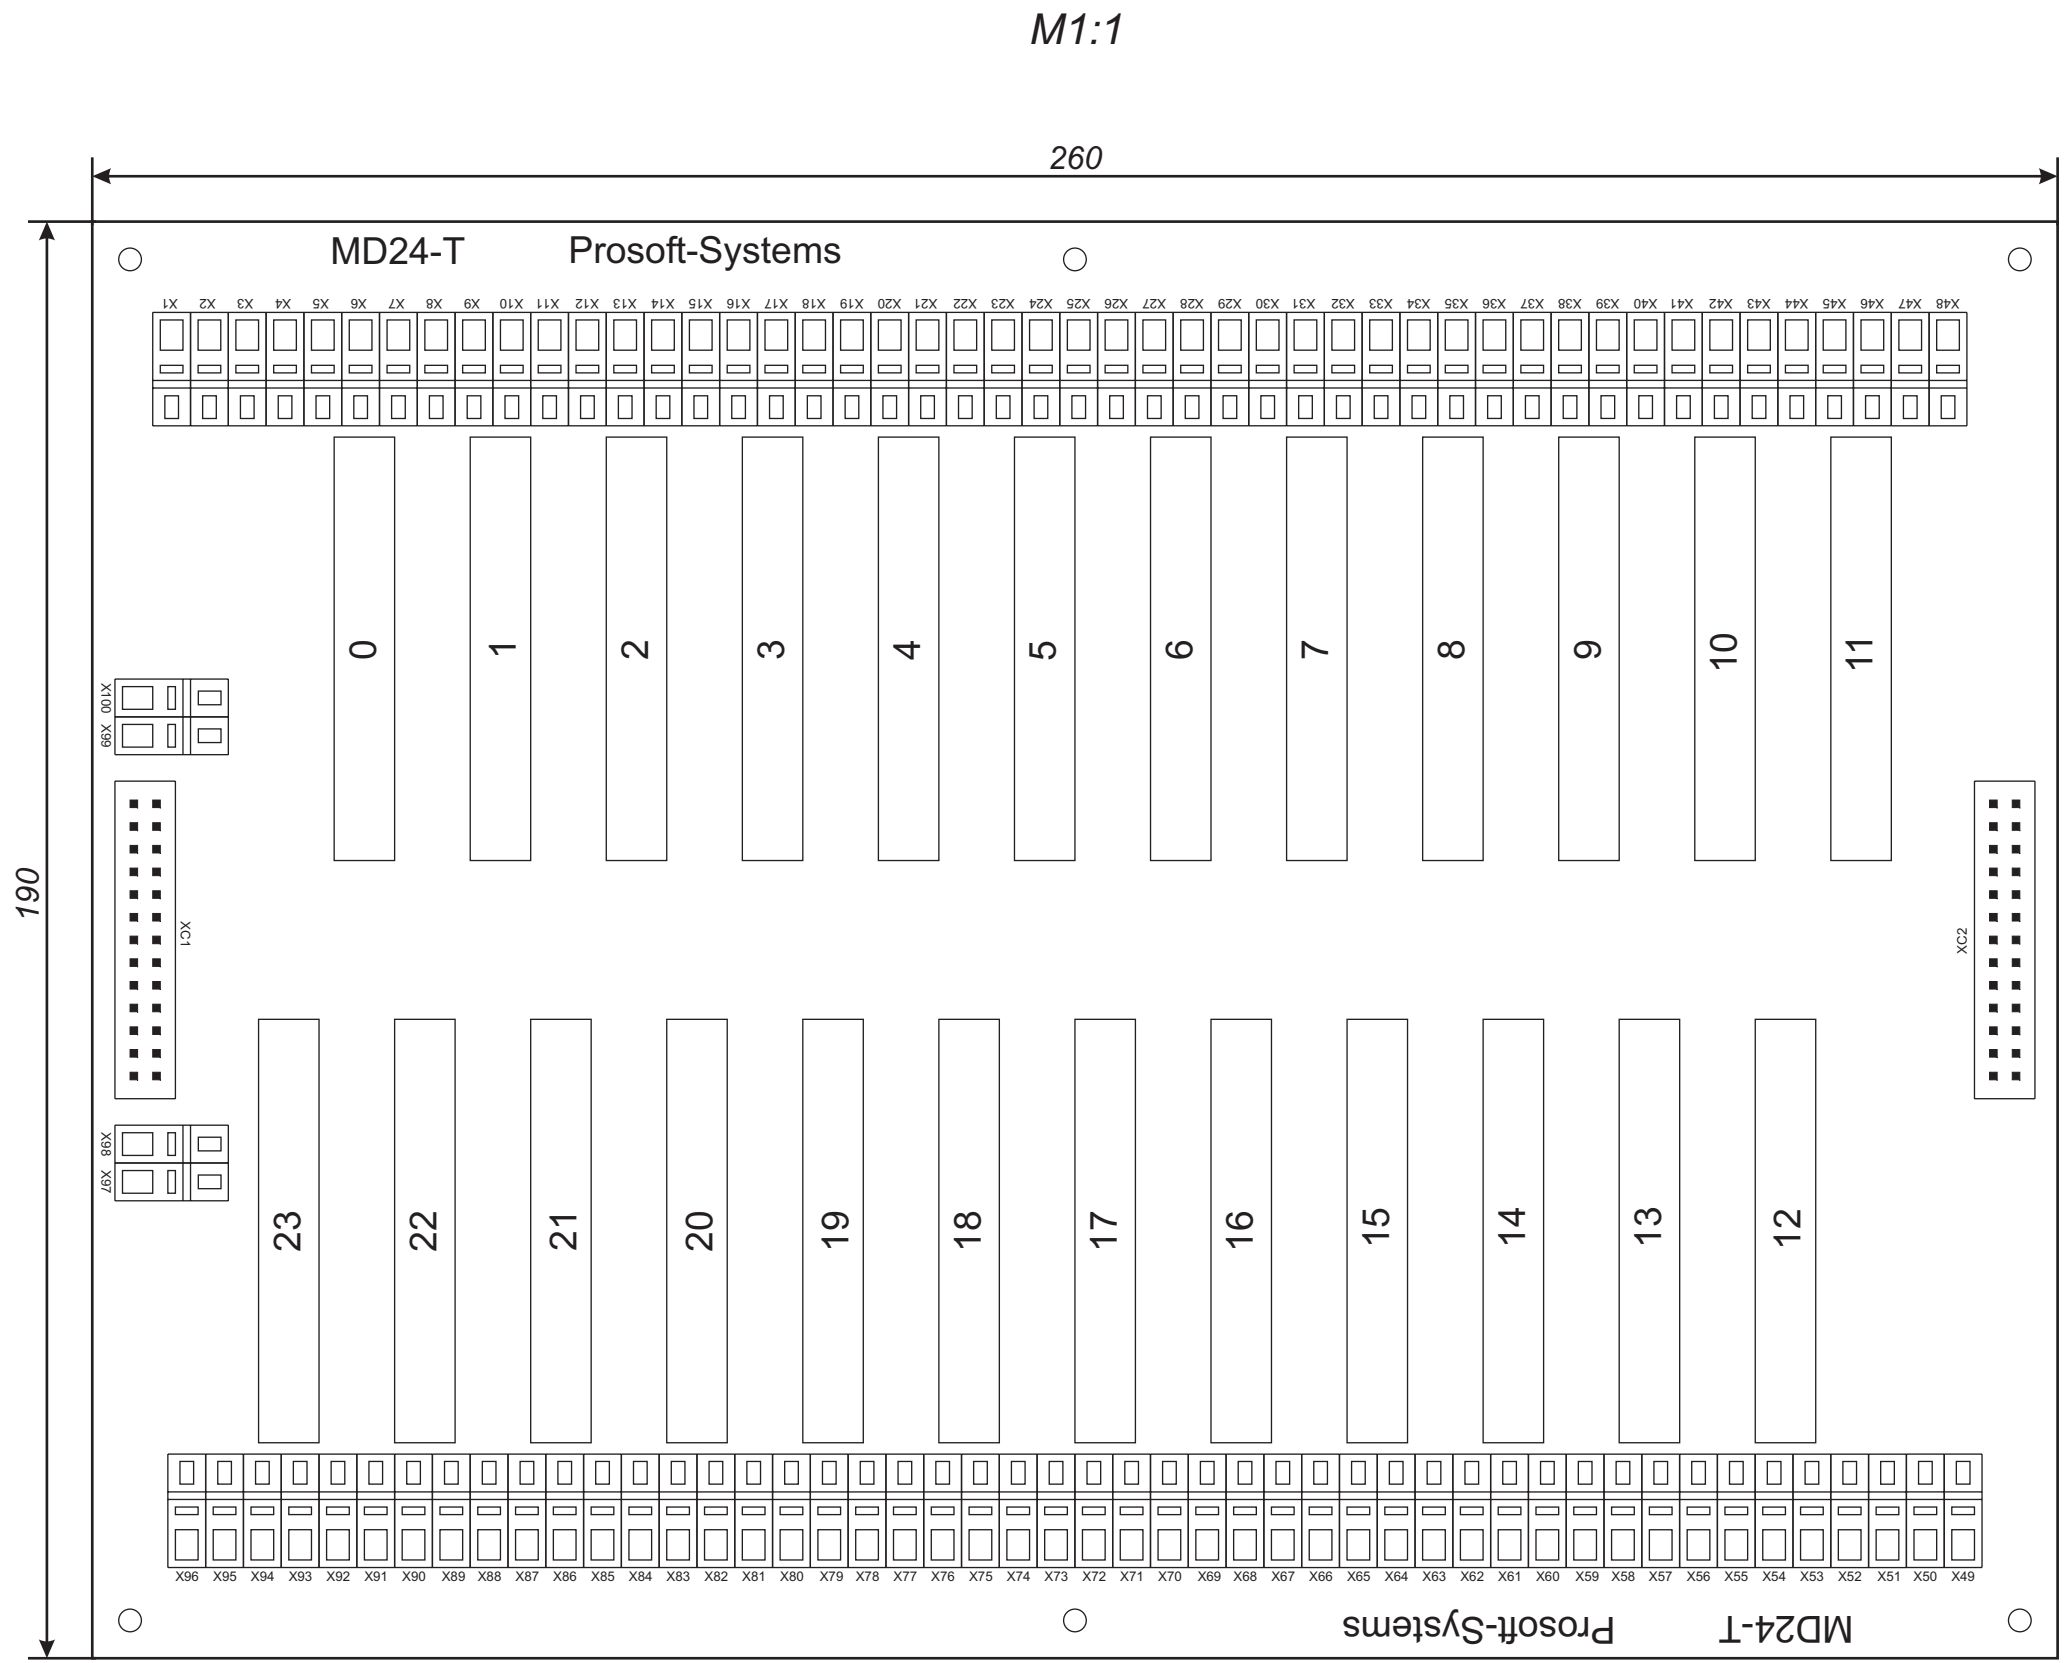 M1:1
260
MD24-T Prosoft-Systems
X1 X2 X3 X4 X5 X6 X7 X8 X9 X10 X11 X12 X13 X14 X15 X16 X17 X18 X19 X20 X21 X22 X23 X24 X25 X26 X27 X28 X29 X30 X31 X32 X33 X34 X35 X36 X37 X38 X39 X40 X41 X42 X43 X44 X45 X46 X47 X48
0 1 2 3 4 5 6 7 8 9 10 11
X100
X99
190
XC1
XC2
X98
X97
23 22 21 20 19 18 17 16 15 14 13 12
X96 X95 X94 X93 X92 X91 X90 X89 X88 X87 X86 X85 X84 X83 X82 X81 X80 X79 X78 X77 X76 X75 X74 X73 X72 X71 X70 X69 X68 X67 X66 X65 X64 X63 X62 X61 X60 X59 X58 X57 X56 X55 X54 X53 X52 X51 X50 X49
MD24-T Prosoft-Systems